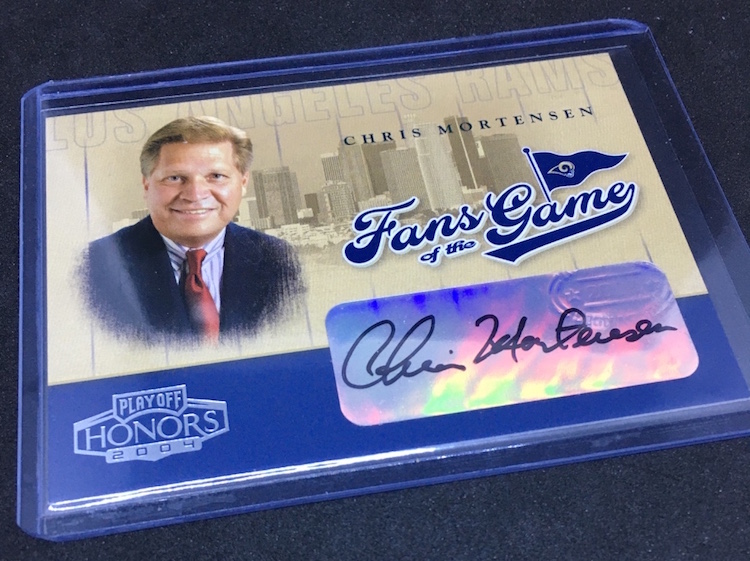 LOS ANGELES RAMS
CHRIS MORTENSEN
Fans
of the
Game
Chris Mortensen
PLAYOFF
HONORS
2004